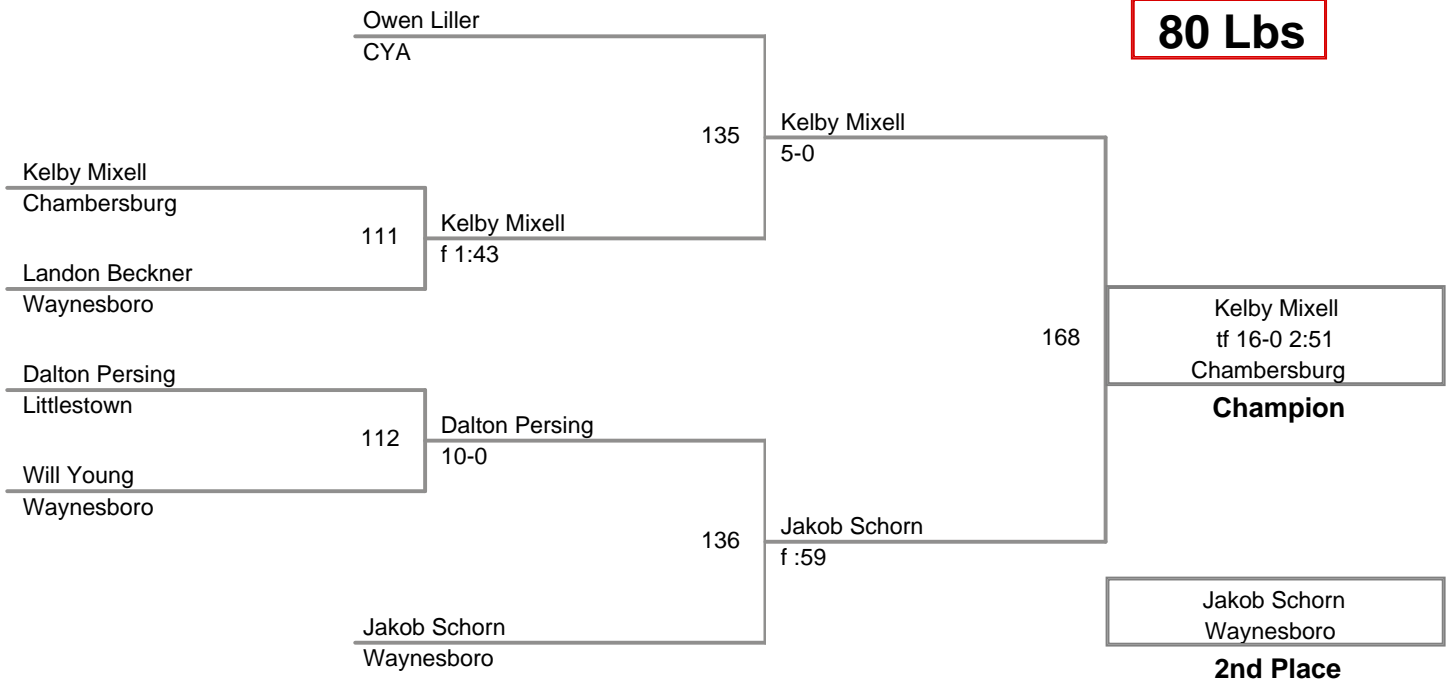 80 Lbs
Owen Liller
CYA
135
Kelby Mixell
5-0
Kelby Mixell
Chambersburg
111
Kelby Mixell
f 1:43
Landon Beckner
Waynesboro
168
Kelby Mixell
tf 16-0 2:51
Chambersburg
Champion
Dalton Persing
Littlestown
112
Dalton Persing
10-0
Will Young
Waynesboro
136
Jakob Schorn
f :59
Jakob Schorn
Waynesboro
Jakob Schorn
Waynesboro
2nd Place